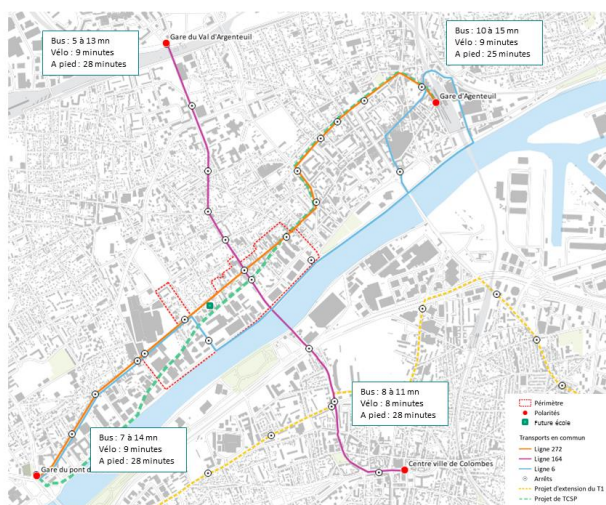 Bus : 5 à 13 mn
Vélo : 9 minutes
A pied : 28 minutes
Gare du Val d'Argenteuil
Bus : 10 à 15 mn
Vélo : 9 minutes
A pied : 25 minutes
Gare d'Agenteuil
Bus : 8 à 11 mn
Vélo : 8 minutes
A pied : 28 minutes
Bus : 7 à 14 mn
Vélo : 9 minutes
A pied : 28 minutes
Gare du pont d
Centre ville de Colombes
Périmètre
Polarités
Future école
Transports en commun
Ligne 272
Ligne 164
Ligne 6
Arrêts
Projet d'extension du T1
Projet de TCSP